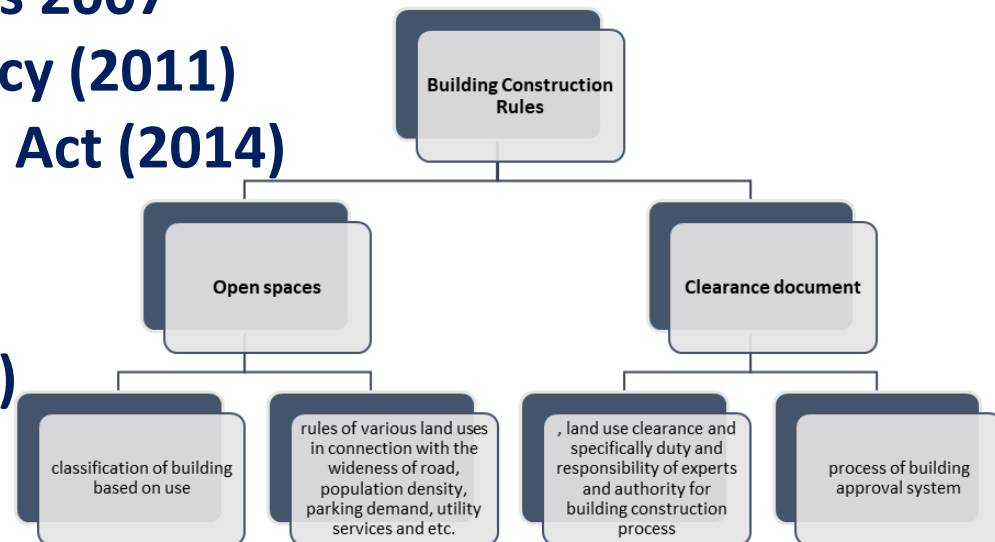 s 2007
cy (2011)
Act (2014)
)
Building Construction
Rules
Open spaces
Clearance document
classification of building
based on use
rules of various land uses
in connection with the
wideness of road,
population density,
parking demand, utility
services and etc.
, land use clearance and
specifically duty and
responsibility of experts
and authority for
building construction
process
process of building
approval system